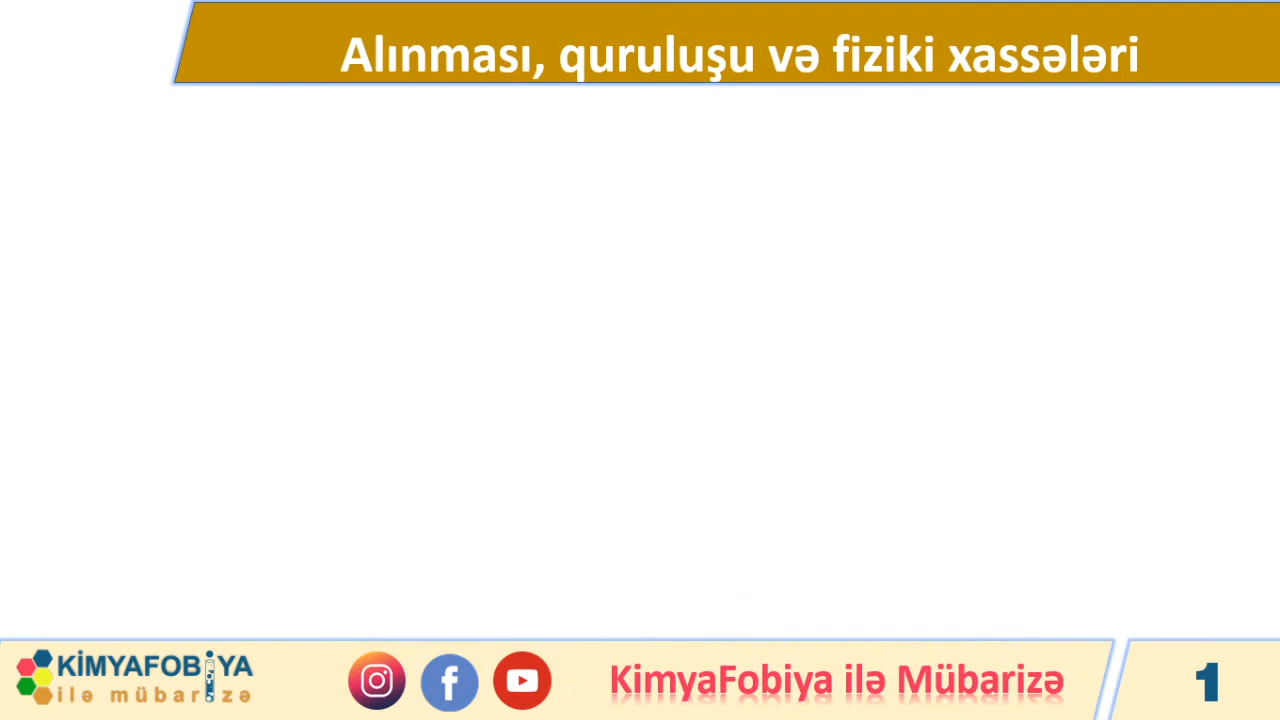 Alınması, quruluşu və fiziki xassələri
KİMYAFOBİYA
ilə mübarizə
KimyaFobiya ilə Mübarizə
1